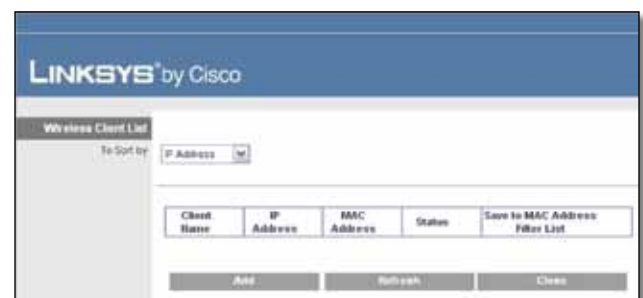 LINKSYS® by Cisco
Wireless Client List
To Sort by
IP Address
Client Name
IP Address
MAC Address
Status
Save to MAC Address Filter List
Add
Refresh
Close